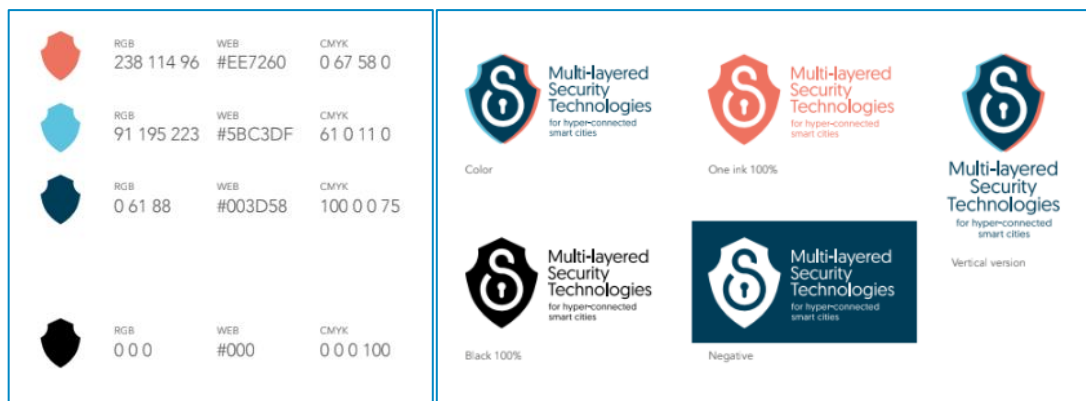 RGB WEB CMYK
238 114 96 #EE7260 0 67 58 0
RGB WEB CMYK
91 195 223 #5BC3DF 61 0 11 0
RGB WEB CMYK
0 61 88 #003D58 100 0 0 75
RGB WEB CMYK
0 0 0 #000 0 0 0 100
Multi-layered
Security
Technologies
for hyper-connected
smart cities
Color
Multi-layered
Security
Technologies
for hyper-connected
smart cities
One ink 100%
Multi-layered
Security
Technologies
for hyper-connected
smart cities
Vertical version
Multi-layered
Security
Technologies
for hyper-connected
smart cities
Black 100%
Multi-layered
Security
Technologies
for hyper-connected
smart cities
Negative